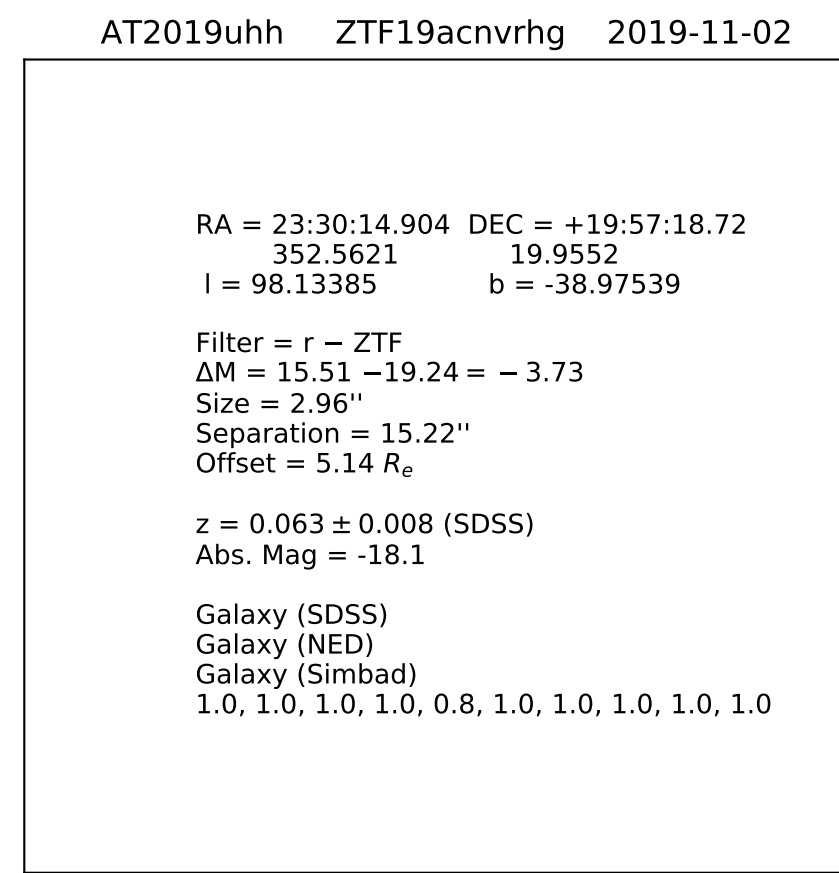 AT2019uhh ZTF19acnvrhg 2019-11-02
RA = 23:30:14.904 DEC = +19:57:18.72
352.5621 19.9552
l = 98.13385 b = -38.97539
Filter = r − ZTF
ΔM = 15.51 −19.24 = − 3.73
Size = 2.96''
Separation = 15.22''
Offset = 5.14 Rₑ
z = 0.063 ± 0.008 (SDSS)
Abs. Mag = -18.1
Galaxy (SDSS)
Galaxy (NED)
Galaxy (Simbad)
1.0, 1.0, 1.0, 1.0, 0.8, 1.0, 1.0, 1.0, 1.0, 1.0